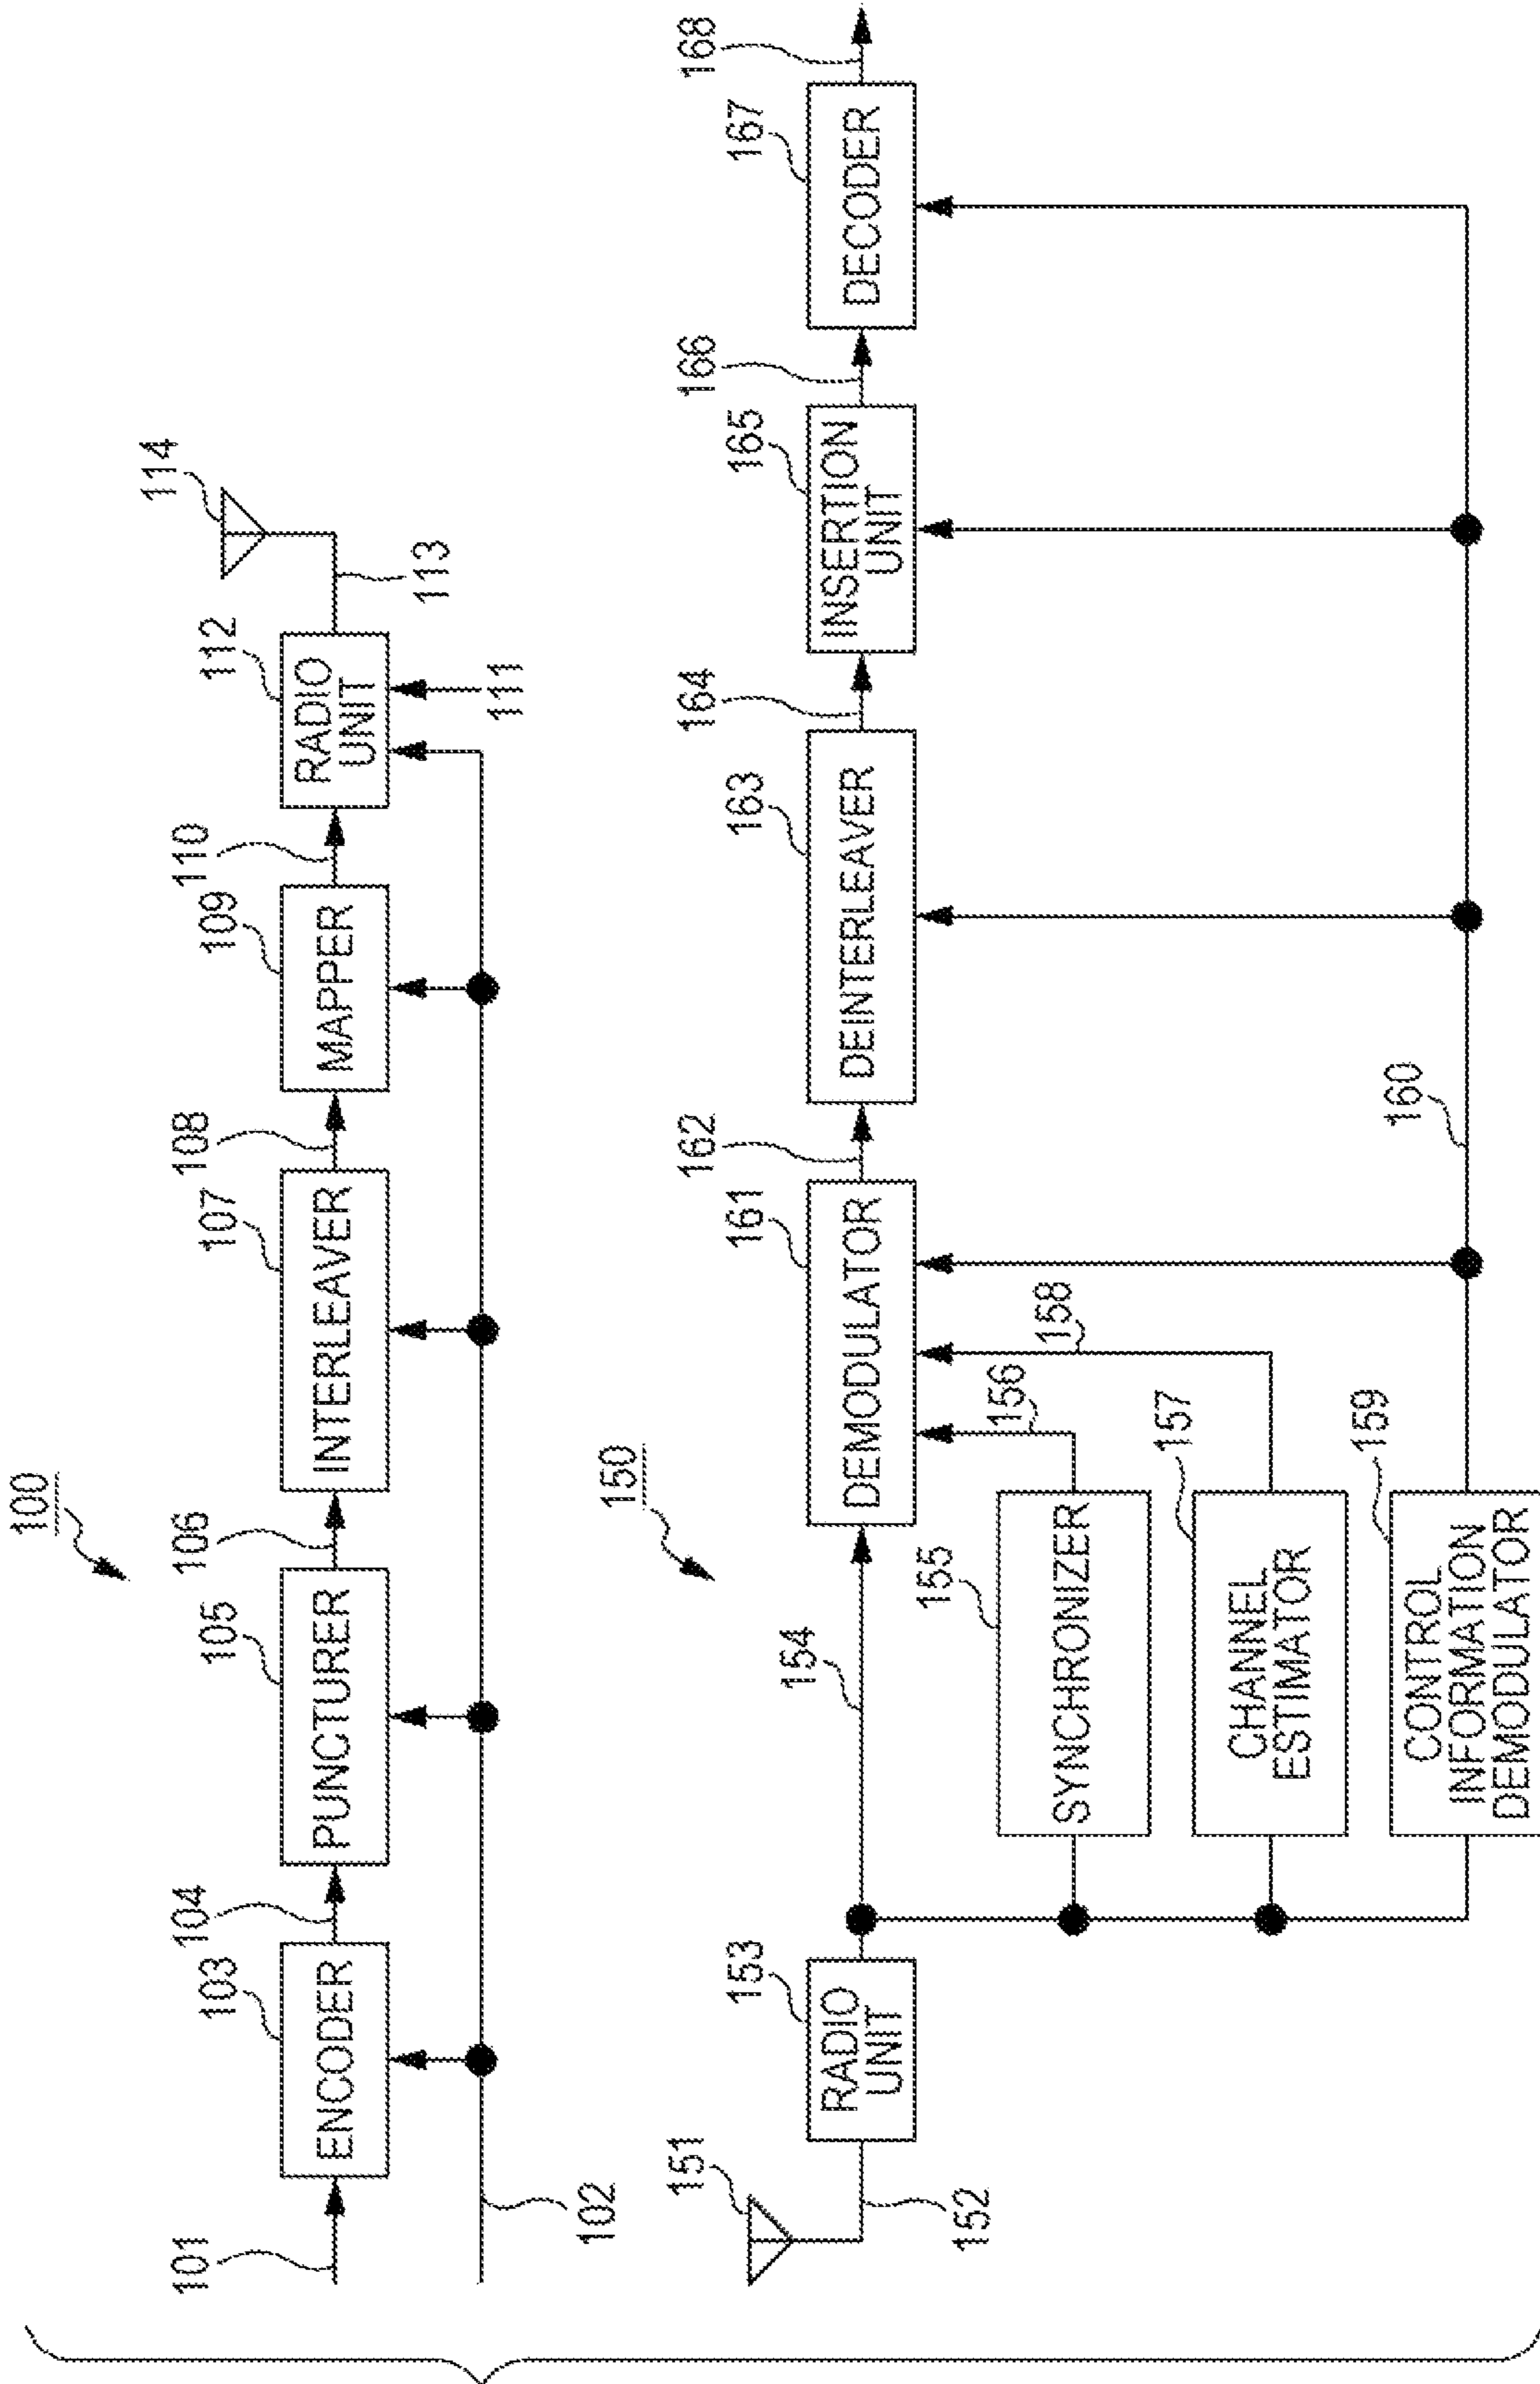 100
101
102
103
ENCODER
104
105
PUNCTURER
106
107
INTERLEAVER
108
109
MAPPER
110
111
112
RADIO
UNIT
113
114
150
151
152
153
RADIO
UNIT
154
155
SYNCHRONIZER
156
157
CHANNEL
ESTIMATOR
158
159
CONTROL
INFORMATION
DEMODULATOR
160
161
DEMODULATOR
162
163
DEINTERLEAVER
164
165
INSERTION
UNIT
166
167
DECODER
168